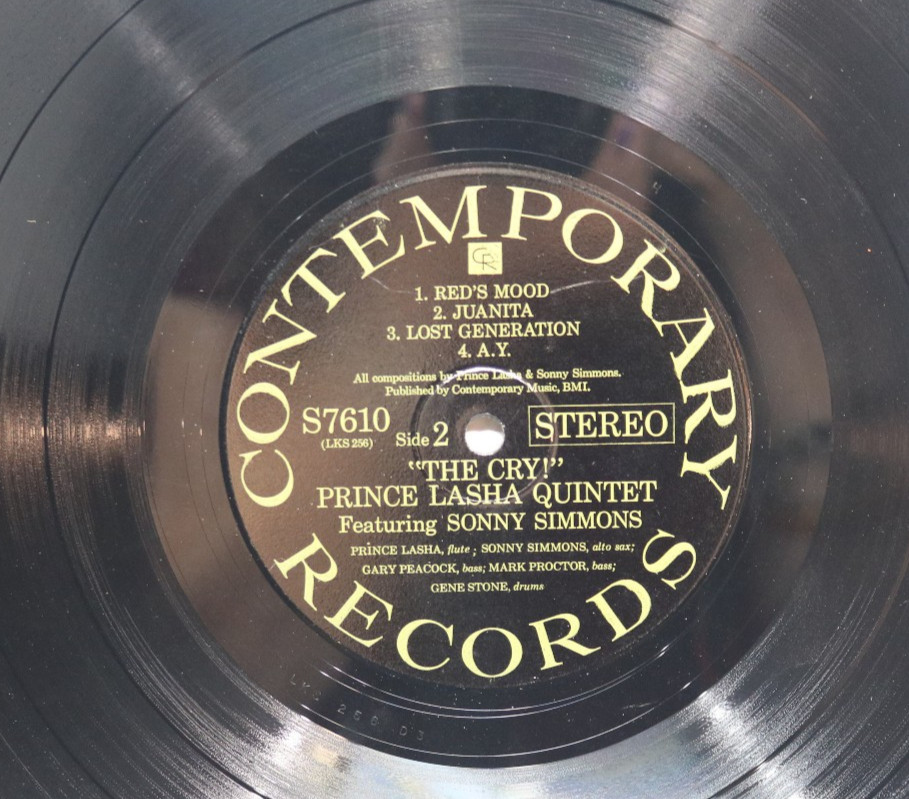 CONTEMPORARY
CR
1. RED'S MOOD
2. JUANITA
3. LOST GENERATION
4. A.Y.
All compositions by Prince Lasha & Sonny Simmons.
Published by Contemporary Music, BMI.
S7610
(LKS 256)
Side 2
STEREO
"THE CRY!"
PRINCE LASHA QUINTET
Featuring SONNY SIMMONS
PRINCE LASHA, flute ; SONNY SIMMONS, alto sax;
GARY PEACOCK, bass; MARK PROCTOR, bass;
GENE STONE, drums
RECORDS